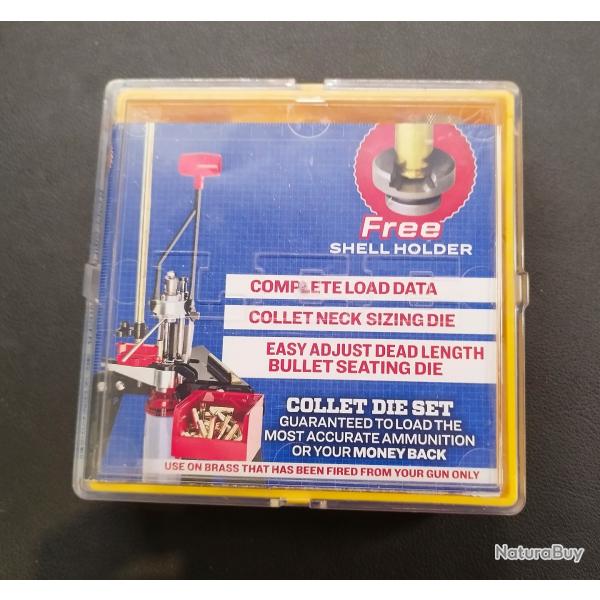 Free
SHELL HOLDER
LEE
COMPLETE LOAD DATA
COLLET NECK SIZING DIE
EASY ADJUST DEAD LENGTH
BULLET SEATING DIE
COLLET DIE SET
GUARANTEED TO LOAD THE
MOST ACCURATE AMMUNITION
OR YOUR MONEY BACK
USE ON BRASS THAT HAS BEEN FIRED FROM YOUR GUN ONLY
NaturaBuy